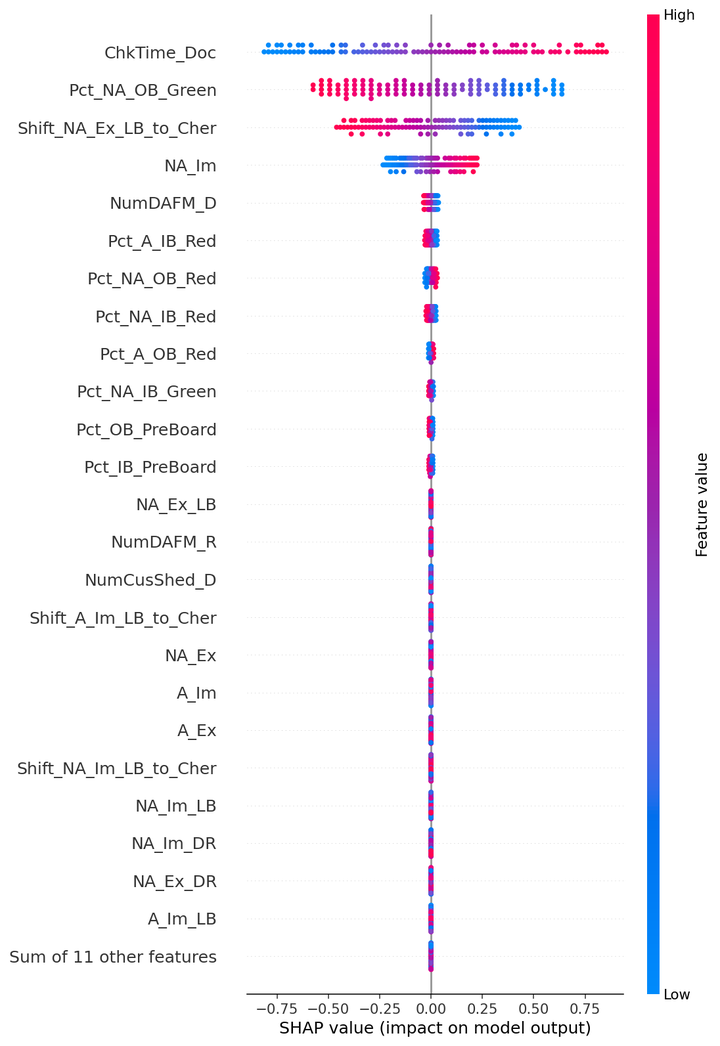 High
ChkTime_Doc
Pct_NA_OB_Green
Shift_NA_Ex_LB_to_Cher
NA_Im
NumDAFM_D
Pct_A_IB_Red
Pct_NA_OB_Red
Pct_NA_IB_Red
Pct_A_OB_Red
Pct_NA_IB_Green
Pct_OB_PreBoard
Pct_IB_PreBoard
NA_Ex_LB
NumDAFM_R
NumCusShed_D
Shift_A_Im_LB_to_Cher
NA_Ex
A_Im
A_Ex
Shift_NA_Im_LB_to_Cher
NA_Im_LB
NA_Im_DR
NA_Ex_DR
A_Im_LB
Sum of 11 other features
Feature value
Low
−0.75 −0.50 −0.25 0.00 0.25 0.50 0.75
SHAP value (impact on model output)